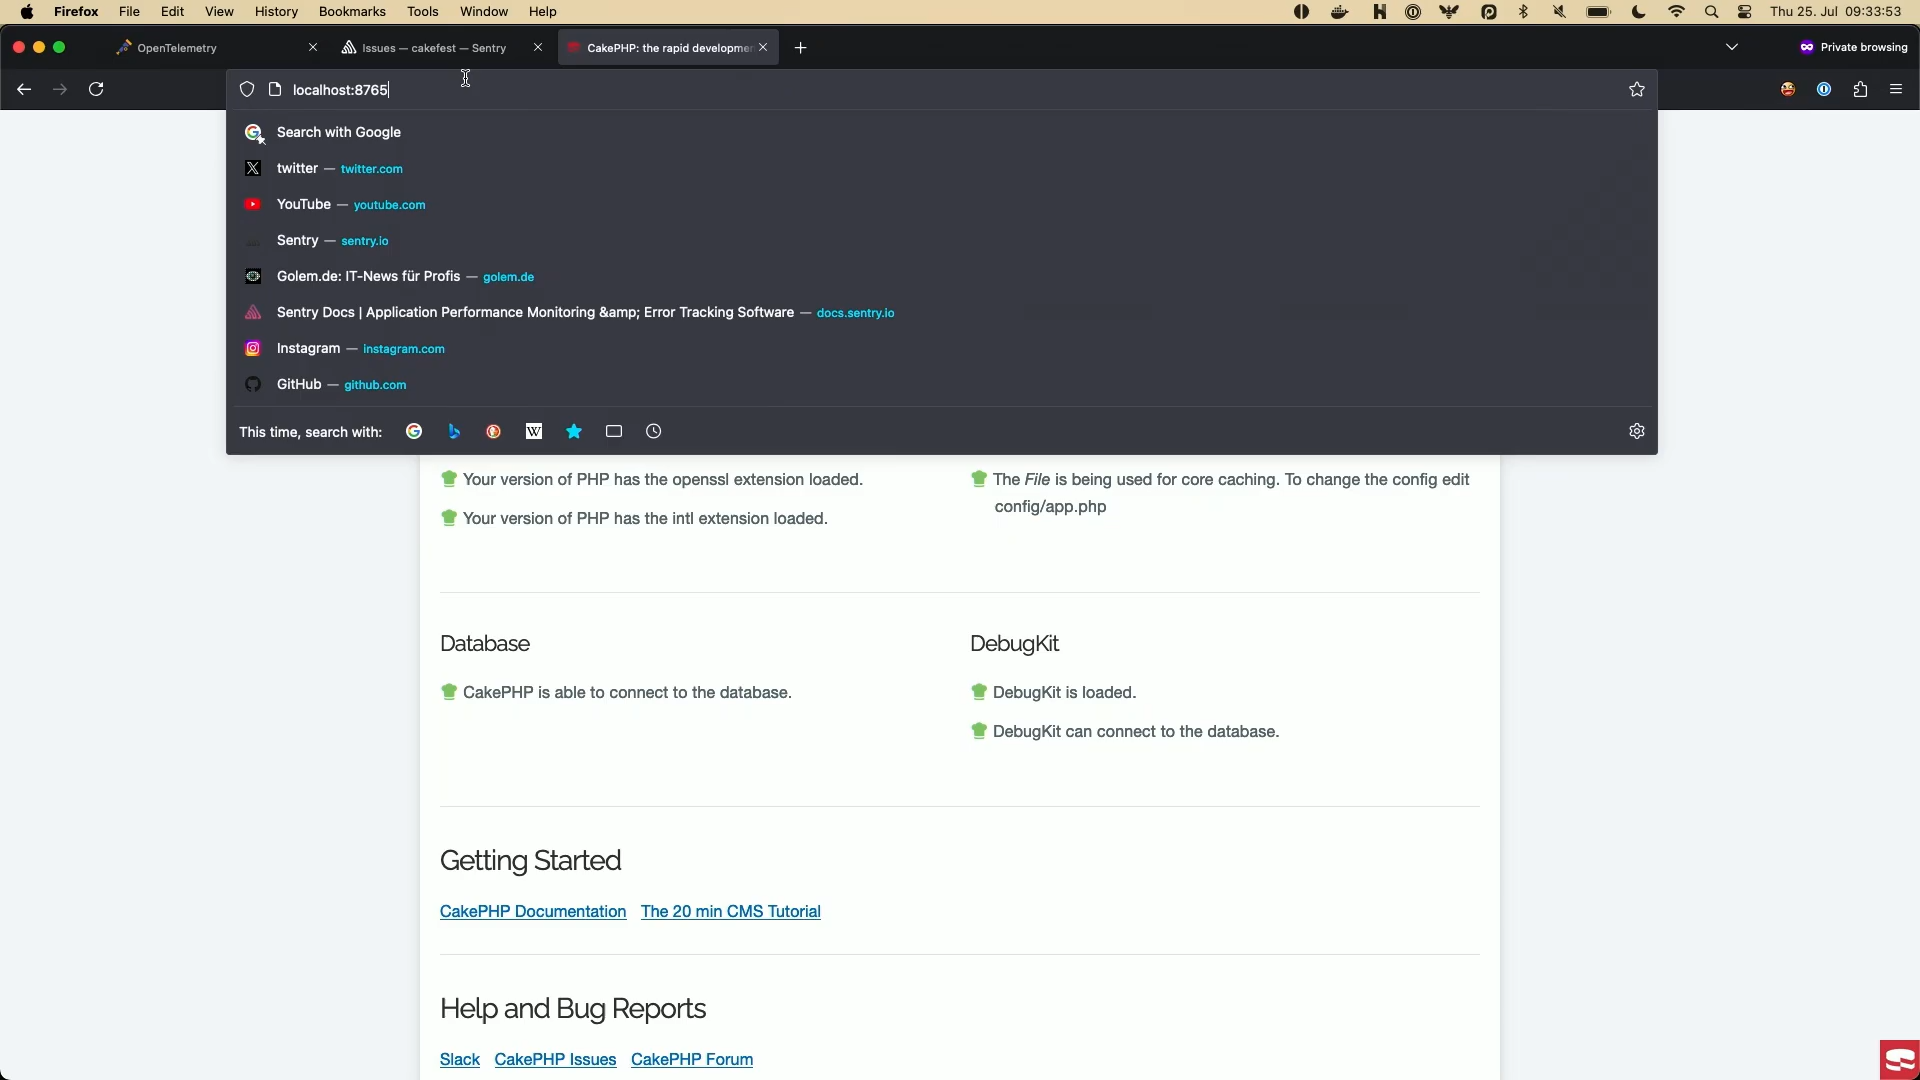 Firefox File Edit View History Bookmarks Tools Window Help Thu 25. Jul 09:33:53
OpenTelemetry Issues — cakefest — Sentry CakePHP: the rapid developmen Private browsing
localhost:8765
Search with Google
twitter — twitter.com
YouTube — youtube.com
Sentry — sentry.io
Golem.de: IT-News für Profis — golem.de
Sentry Docs | Application Performance Monitoring &amp; Error Tracking Software — docs.sentry.io
Instagram — instagram.com
GitHub — github.com
This time, search with: W
Your version of PHP has the openssl extension loaded.
Your version of PHP has the intl extension loaded.
The File is being used for core caching. To change the config edit
config/app.php
Database
CakePHP is able to connect to the database.
DebugKit
DebugKit is loaded.
DebugKit can connect to the database.
Getting Started
CakePHP Documentation The 20 min CMS Tutorial
Help and Bug Reports
Slack CakePHP Issues CakePHP Forum